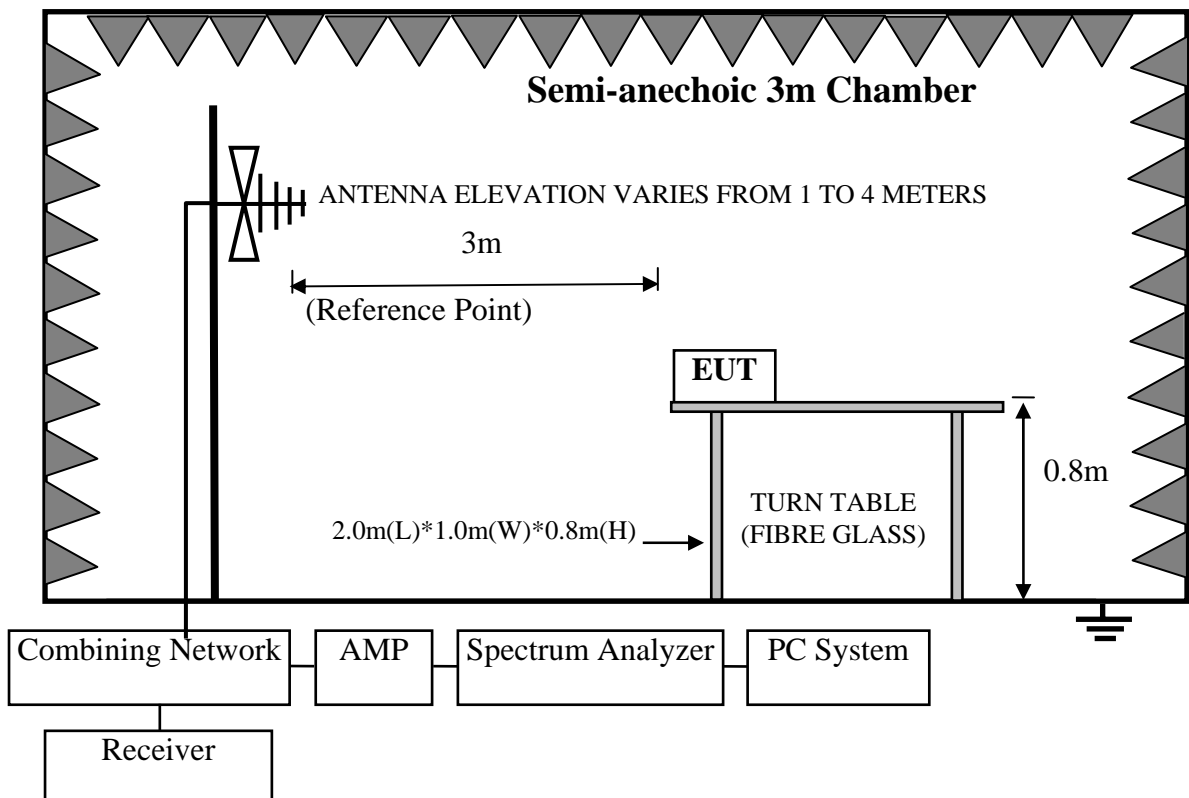 Semi-anechoic 3m Chamber
ANTENNA ELEVATION VARIES FROM 1 TO 4 METERS
3m
(Reference Point)
EUT
0.8m
TURN TABLE
(FIBRE GLASS)
2.0m(L)*1.0m(W)*0.8m(H)
Combining Network
AMP
Spectrum Analyzer
PC System
Receiver